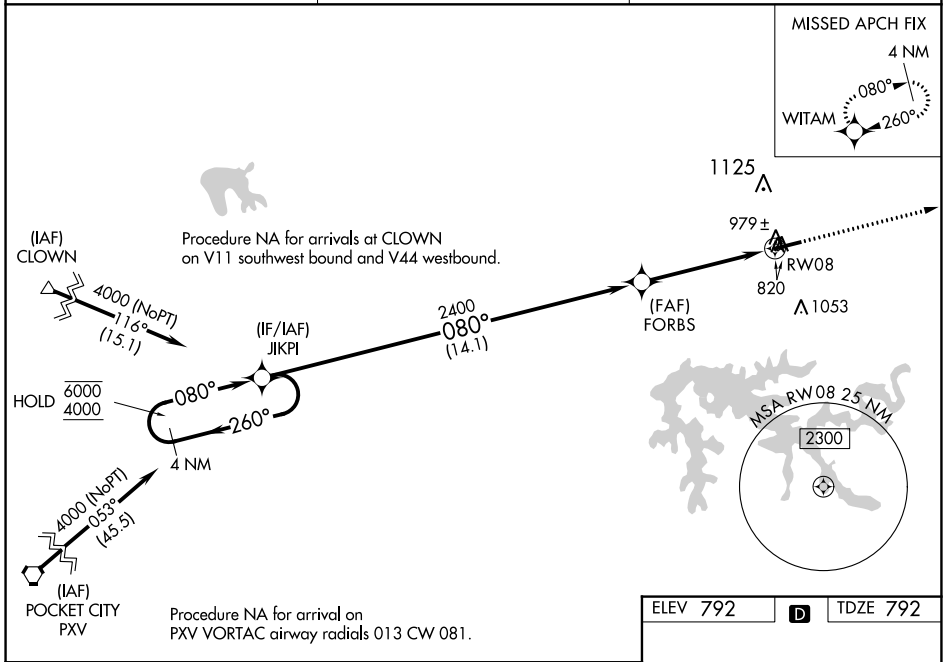 MISSED APCH FIX
4 NM
080°
WITAM
260°
1125
979 ±
RW08
820
1053
Procedure NA for arrivals at CLOWN
on V11 southwest bound and V44 westbound.
(IAF)
CLOWN
4000 (NoPT)
116°
(15.1)
(IF/IAF)
JIKPI
2400
080°
(14.1)
(FAF)
FORBS
HOLD
6000
4000
080°
260°
4 NM
4000 (NoPT)
053°
(45.5)
(IAF)
POCKET CITY
PXV
MSA RW08 25 NM
2300
Procedure NA for arrival on
PXV VORTAC airway radials 013 CW 081.
ELEV 792
D
TDZE 792